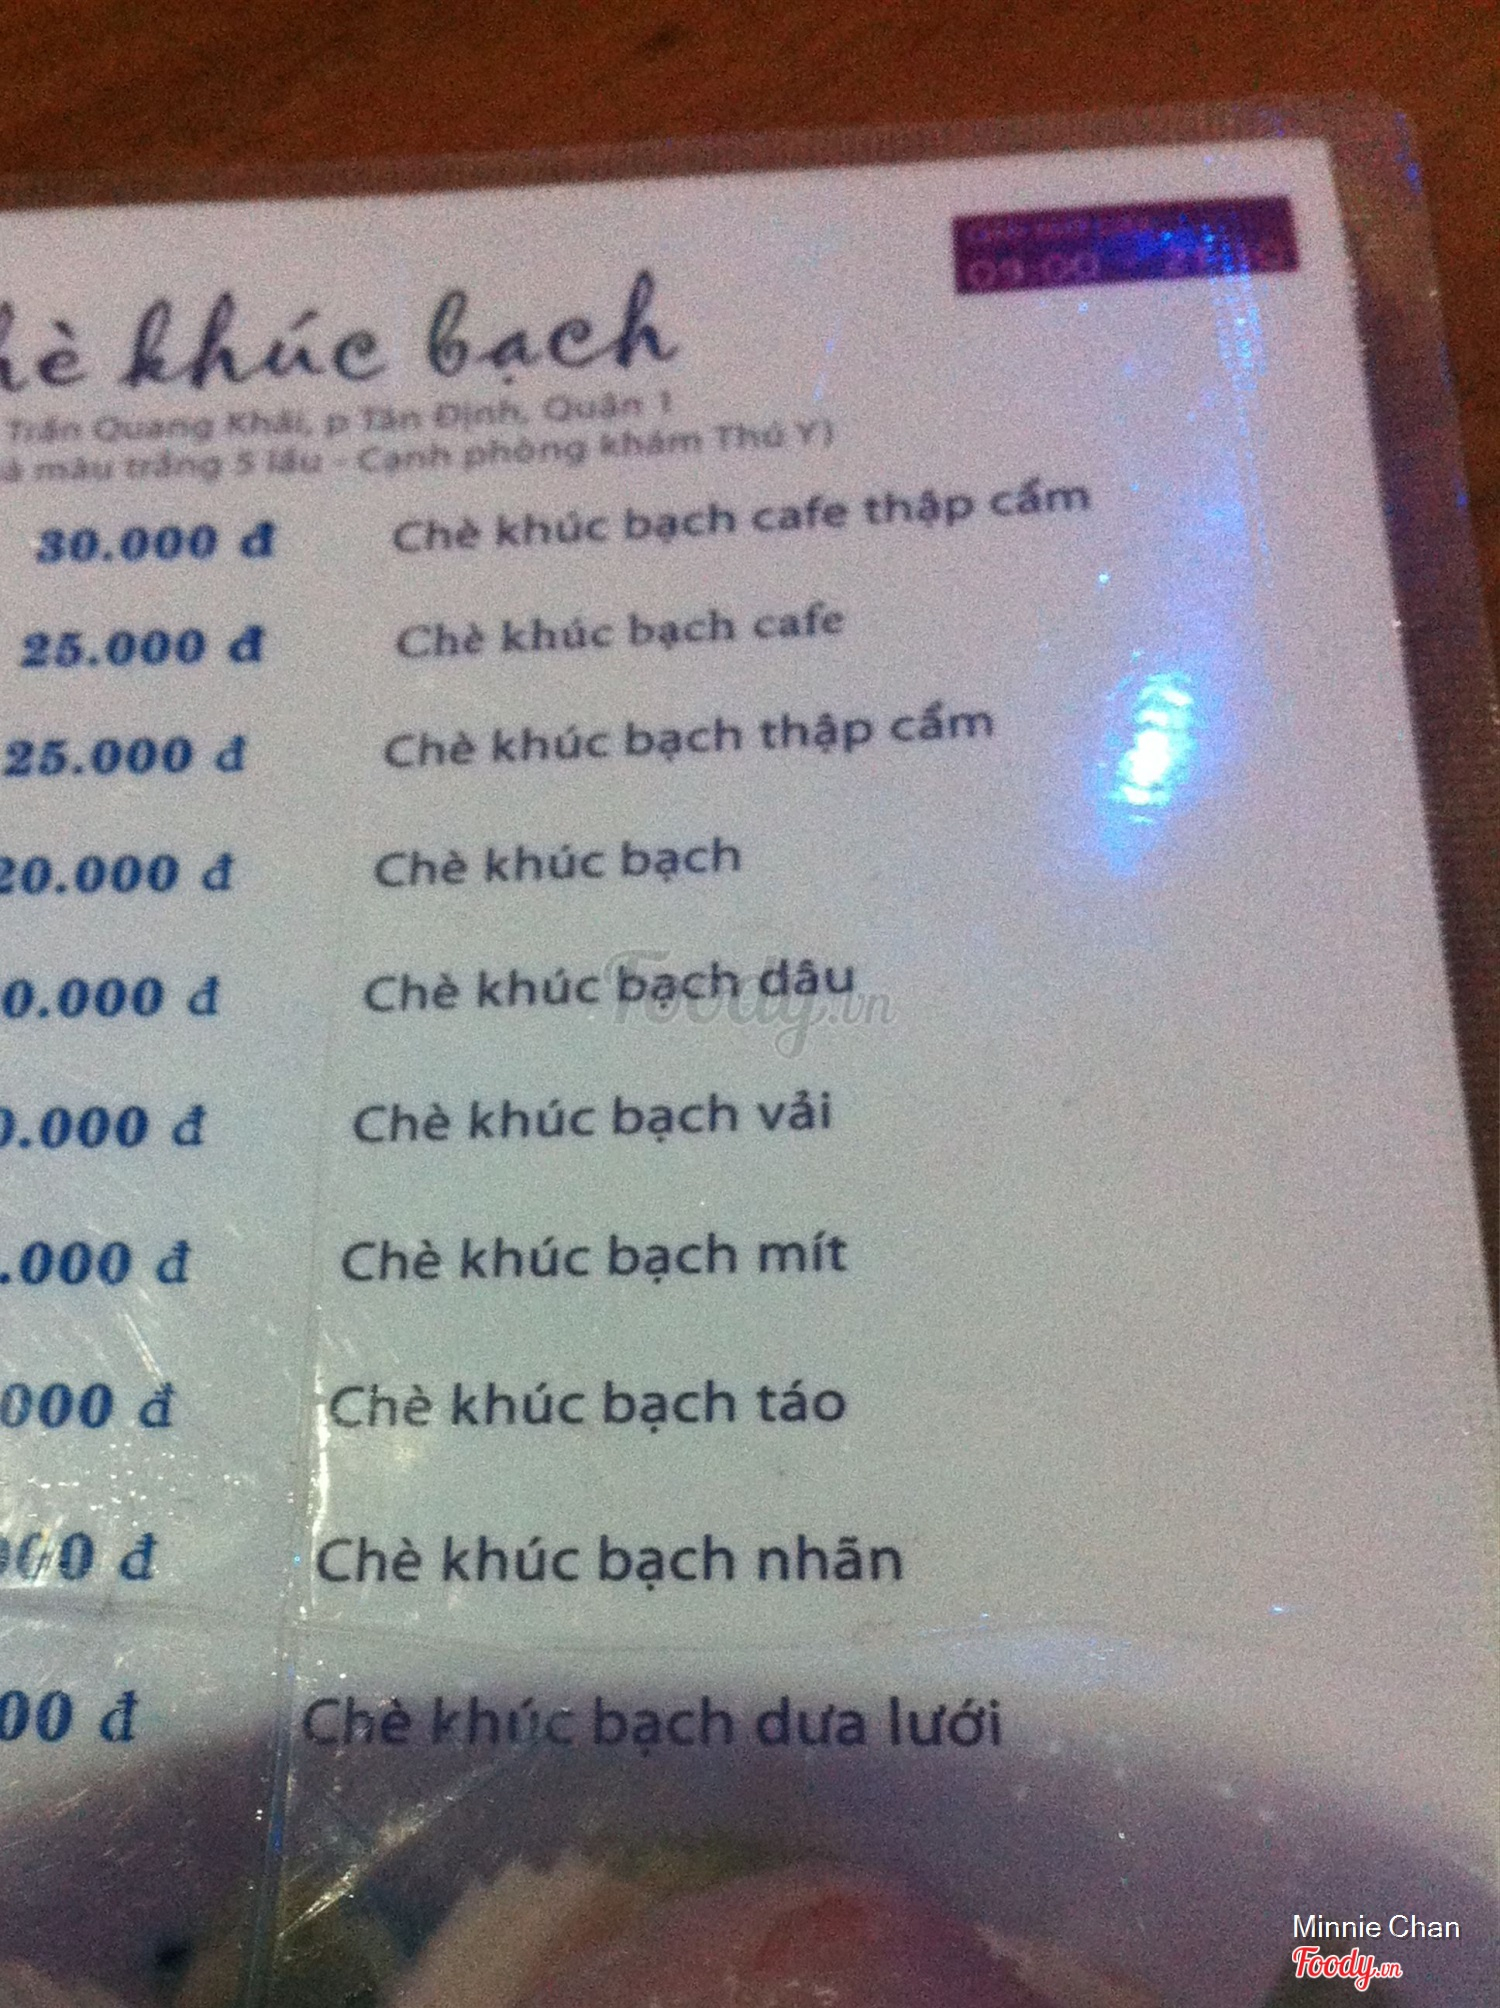 09:00
khúc bạch
Trần Quang Khải, p Tân Định, Quận 1
màu trắng 5 lầu - Cạnh phòng khám Thú Y)
30.000 đ Chè khúc bạch cafe thập cẩm
25.000 đ Chè khúc bạch cafe
25.000 đ Chè khúc bạch thập cẩm
20.000 đ Chè khúc bạch
0.000 đ Chè khúc bạch dâu
.000 đ Chè khúc bạch vải
.000 đ Chè khúc bạch mít
000 đ Chè khúc bạch táo
00 đ Chè khúc bạch nhãn
00 đ Chè khúc bạch dưa lưới
Foody.vn
Minnie Chan
Foody.vn